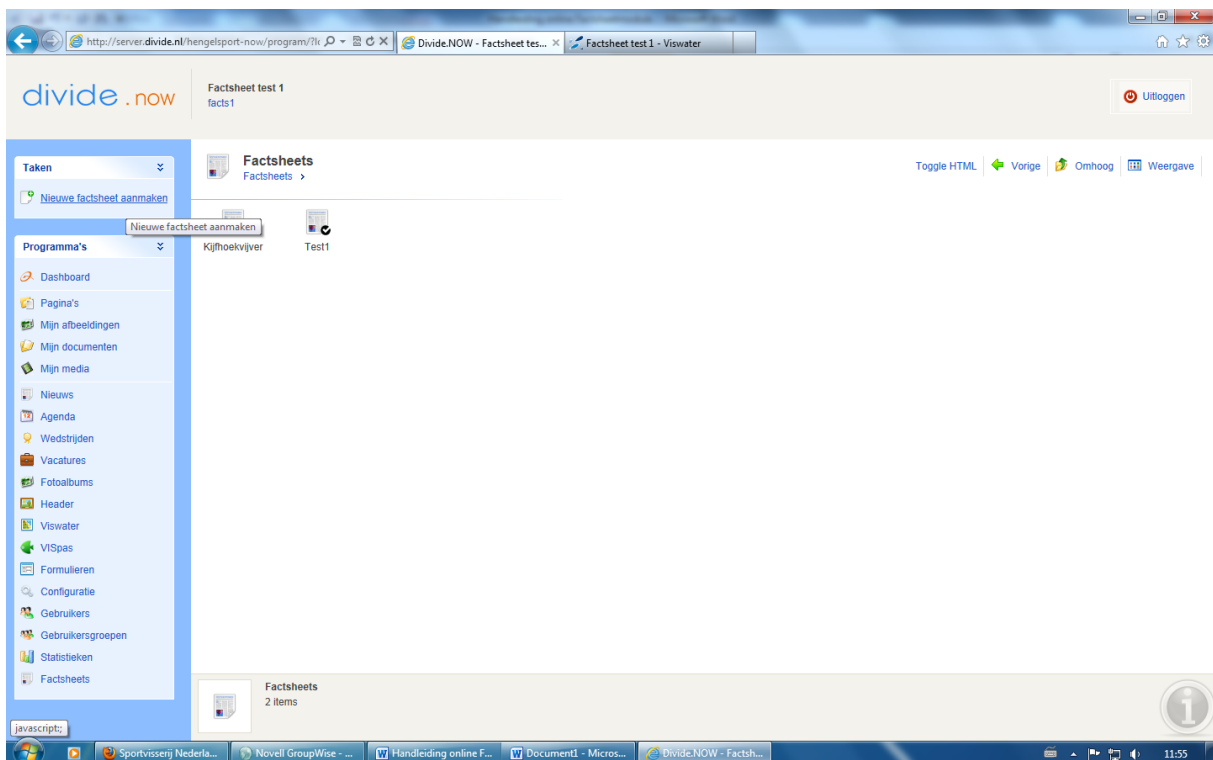 http://server.divide.nl/hengelsport-now/program/?Ic
Divide.NOW - Factsheet tes...
Factsheet test 1 - Viswater
divide . now
Factsheet test 1
facts1
Uitloggen
Taken
Nieuwe factsheet aanmaken
Nieuwe factsheet aanmaken
Factsheets
Factsheets ›
Toggle HTML
Vorige
Omhoog
Weergave
Kijfhoekvijver
Test1
Programma's
Dashboard
Pagina's
Mijn afbeeldingen
Mijn documenten
Mijn media
Nieuws
Agenda
Wedstrijden
Vacatures
Fotoalbums
Header
Viswater
VISpas
Formulieren
Configuratie
Gebruikers
Gebruikersgroepen
Statistieken
Factsheets
Factsheets
2 items
javascript:;
Sportvisserij Nederla...
Novell GroupWise - ...
Handleiding online F...
Document1 - Micros...
Divide.NOW - Factsh...
11:55